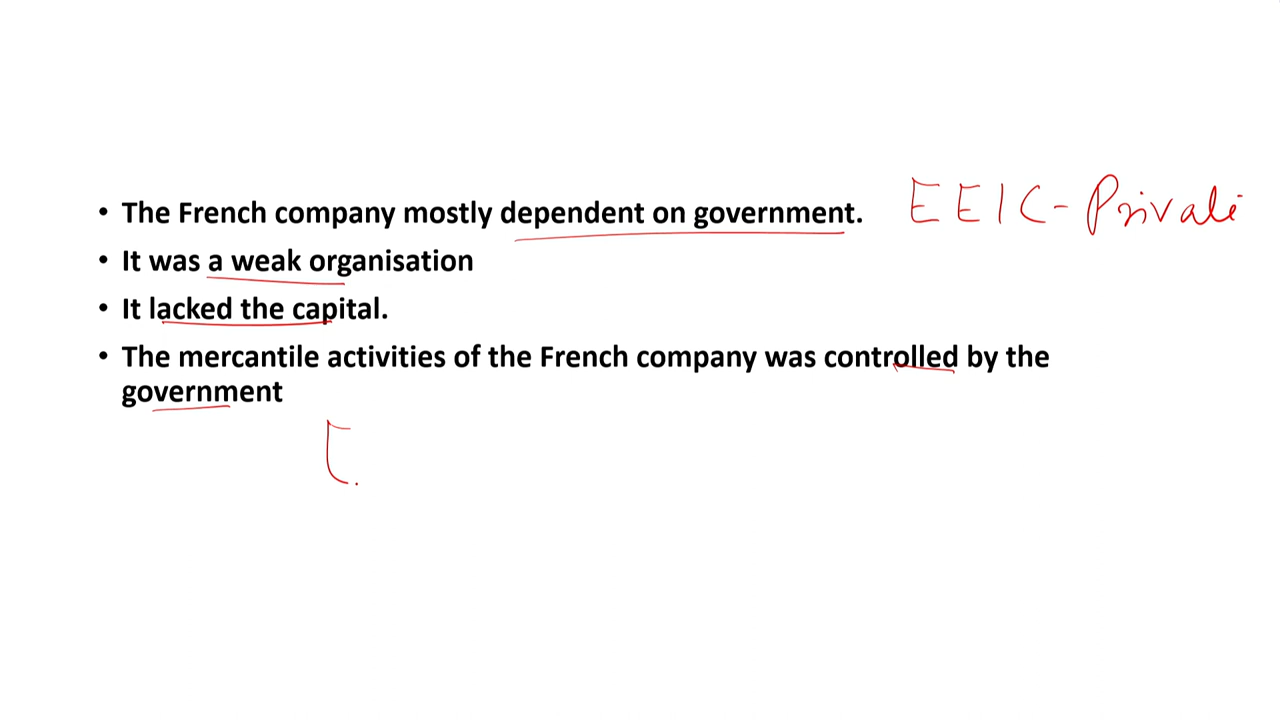 • The French company mostly dependent on government. EEIC-Private
• It was a weak organisation
• It lacked the capital.
• The mercantile activities of the French company was controlled by the
government